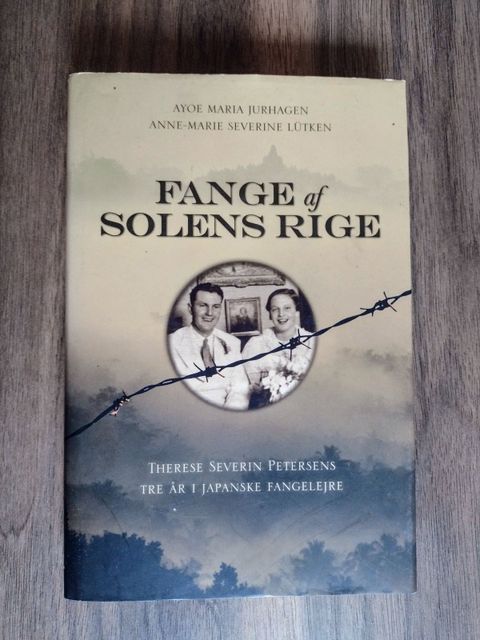 AYOE MARIA JURHAGEN
ANNE-MARIE SEVERINE LÜTKEN
FANGE af
SOLENS RIGE
THERESE SEVERIN PETERSENS
TRE ÅR I JAPANSKE FANGELEJRE